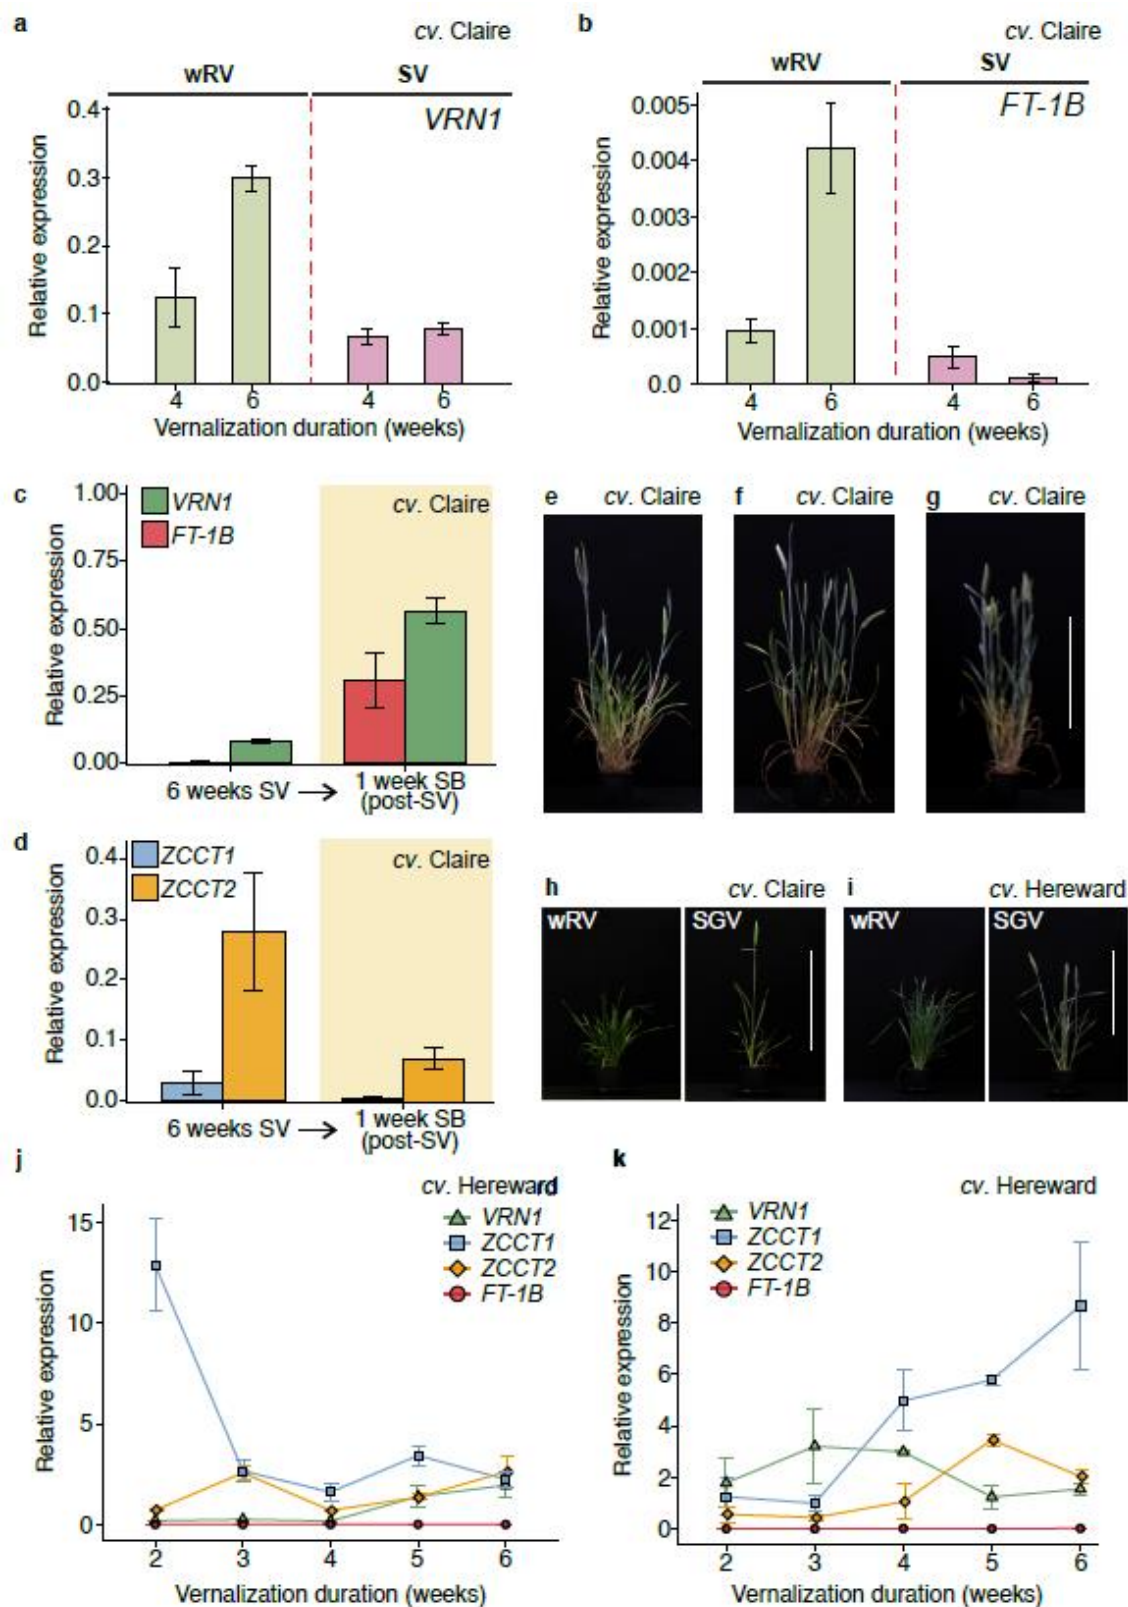 a
cv. Claire
wRV
SV
VRN1
Relative expression
0.4
0.3
0.2
0.1
0.0
4
6
4
6
Vernalization duration (weeks)
b
cv. Claire
wRV
SV
FT-1B
Relative expression
0.005
0.004
0.003
0.002
0.001
0.0
4
6
4
6
Vernalization duration (weeks)
c
VRN1
FT-1B
cv. Claire
Relative expression
1.00
0.75
0.50
0.25
0.00
6 weeks SV → 1 week SB
(post-SV)
d
ZCCT1
ZCCT2
cv. Claire
Relative expression
0.4
0.3
0.2
0.1
0.0
6 weeks SV → 1 week SB
(post-SV)
e cv. Claire
f cv. Claire
g cv. Claire
h cv. Claire
wRV
SGV
i cv. Hereward
wRV
SGV
j
cv. Hereward
rd
VRN1
ZCCT1
ZCCT2
FT-1B
Relative expression
15
10
5
0
2
3
4
5
6
Vernalization duration (weeks)
k
cv. Hereward
VRN1
ZCCT1
ZCCT2
FT-1B
Relative expression
12
10
8
6
4
2
0
2
3
4
5
6
Vernalization duration (weeks)